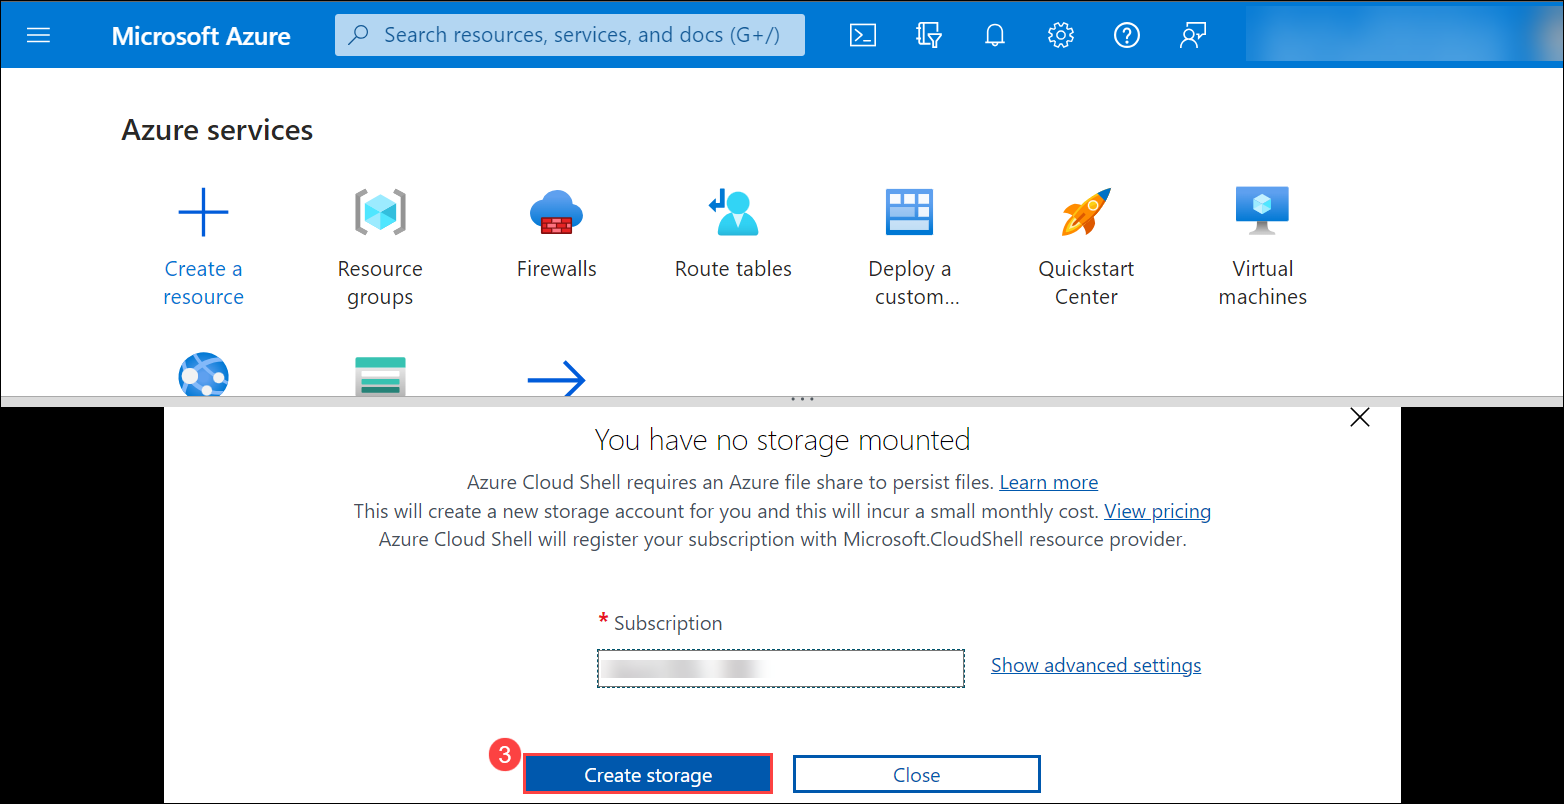 Microsoft Azure
Search resources, services, and docs (G+/)
Azure services
Create a
resource
Resource
groups
Firewalls
Route tables
Deploy a
custom...
Quickstart
Center
Virtual
machines
You have no storage mounted
Azure Cloud Shell requires an Azure file share to persist files. Learn more
This will create a new storage account for you and this will incur a small monthly cost. View pricing
Azure Cloud Shell will register your subscription with Microsoft.CloudShell resource provider.
* Subscription
Show advanced settings
3
Create storage
Close